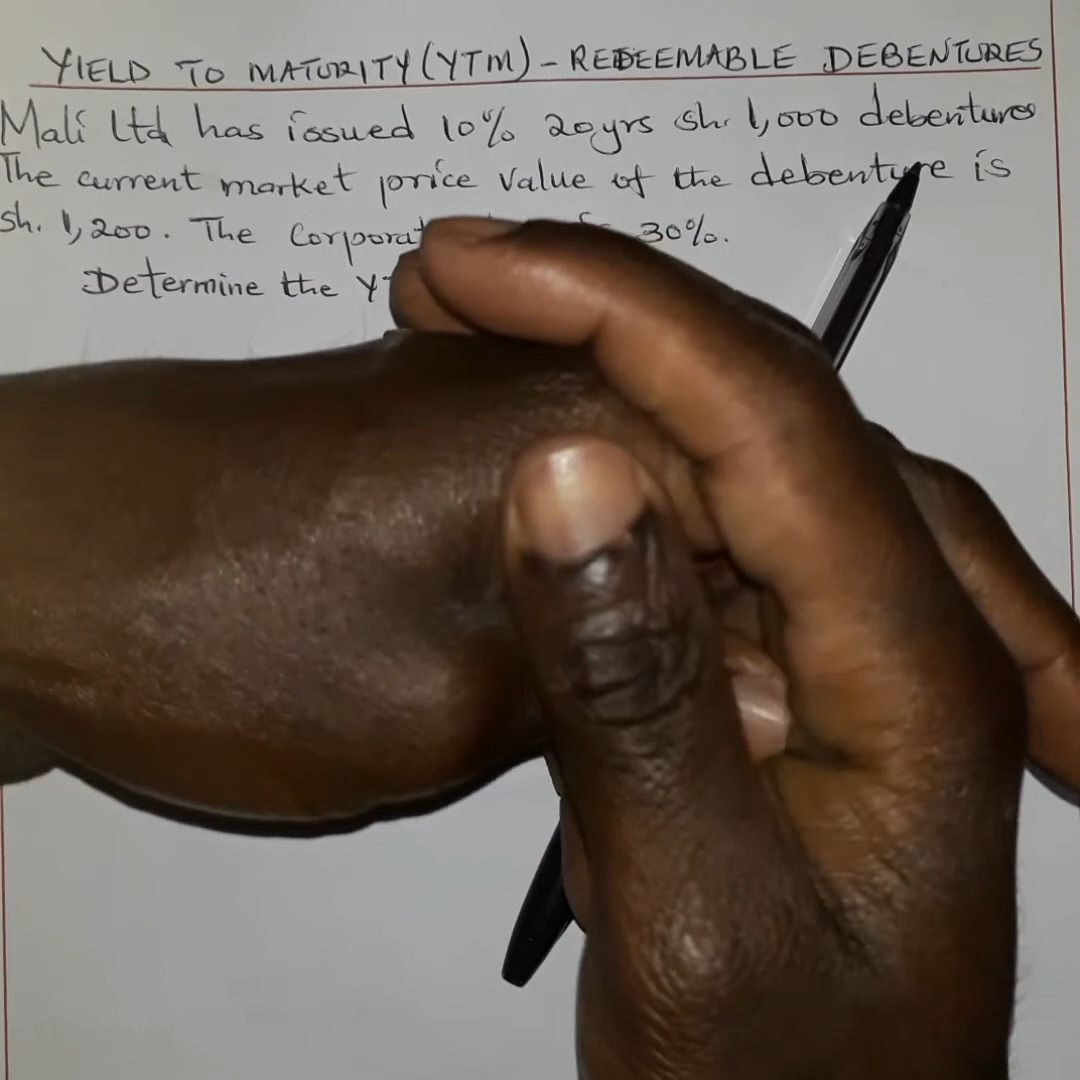 YIELD TO MATURITY (YTM) - REDEEMABLE DEBENTURES
Mali Ltd has issued 10% 20yrs sh. 1,000 debentures
The current market price value of the debenture is
sh. 1,200. The Corporat 30%.
Determine the Y